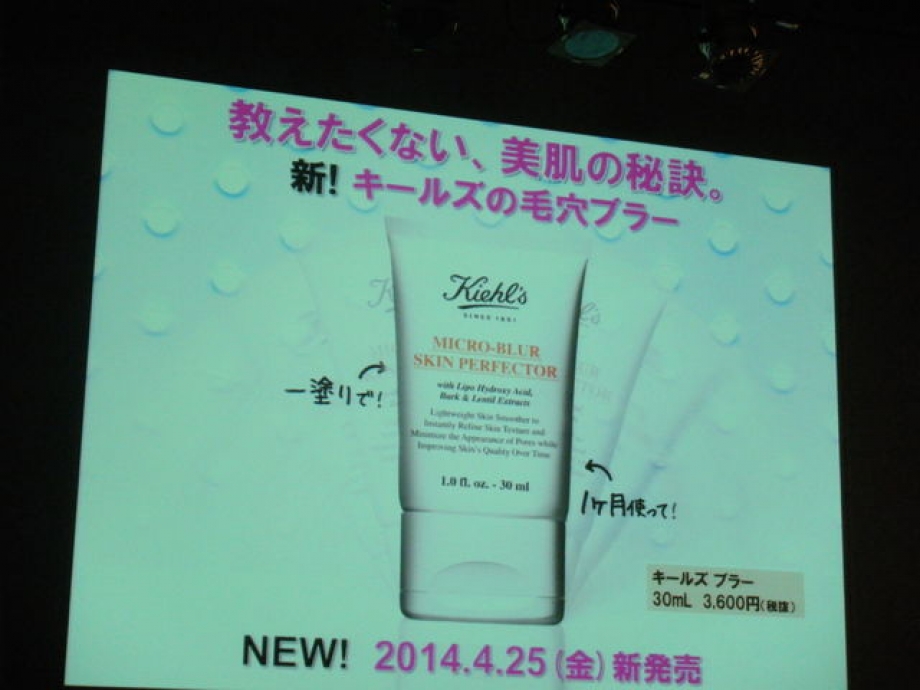 教えたくない、美肌の秘訣。
新! キールズの毛穴ブラー
Kiehl's
SINCE 1851
MICRO-BLUR
SKIN PERFECTOR
with Lipo Hydroxy Acid,
Bark & Lentil Extracts
Lightweight Skin Smoother to
Instantly Refine Skin Texture and
Minimize the Appearance of Pores while
Improving Skin's Quality Over Time
1.0 fl. oz. - 30 ml
一塗りで!
1ヶ月使って!
キールズ ブラー
30mL 3,600円(税抜)
NEW! 2014.4.25(金)新発売